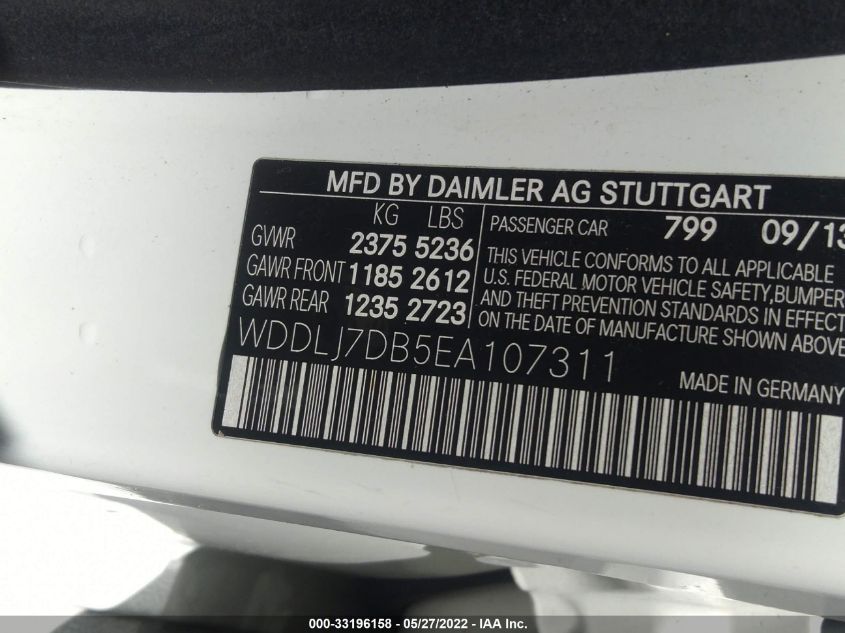 MFD BY DAIMLER AG STUTTGART
KG LBS
GVWR 2375 5236
GAWR FRONT 1185 2612
GAWR REAR 1235 2723
PASSENGER CAR 799 09/13
THIS VEHICLE CONFORMS TO ALL APPLICABLE
U.S. FEDERAL MOTOR VEHICLE SAFETY, BUMPER
AND THEFT PREVENTION STANDARDS IN EFFECT
ON THE DATE OF MANUFACTURE SHOWN ABOVE
WDDLJ7DB5EA107311
MADE IN GERMANY
000-33196158 - 05/27/2022 - IAA Inc.